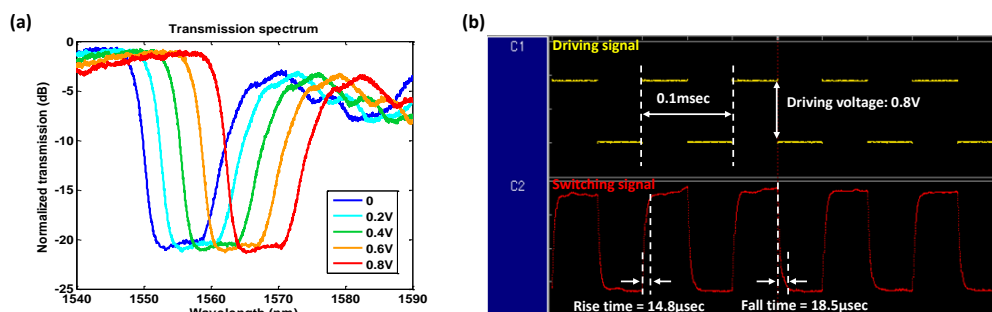 (a)
Transmission spectrum
Normalized transmission (dB)
0
-5
-10
-15
-20
-25
1540
1550
1560
1570
1580
1590
Wavelength (nm)
0
0.2V
0.4V
0.6V
0.8V
(b)
C1
Driving signal
0.1msec
Driving voltage: 0.8V
C2
Switching signal
Rise time = 14.8μsec
Fall time = 18.5μsec